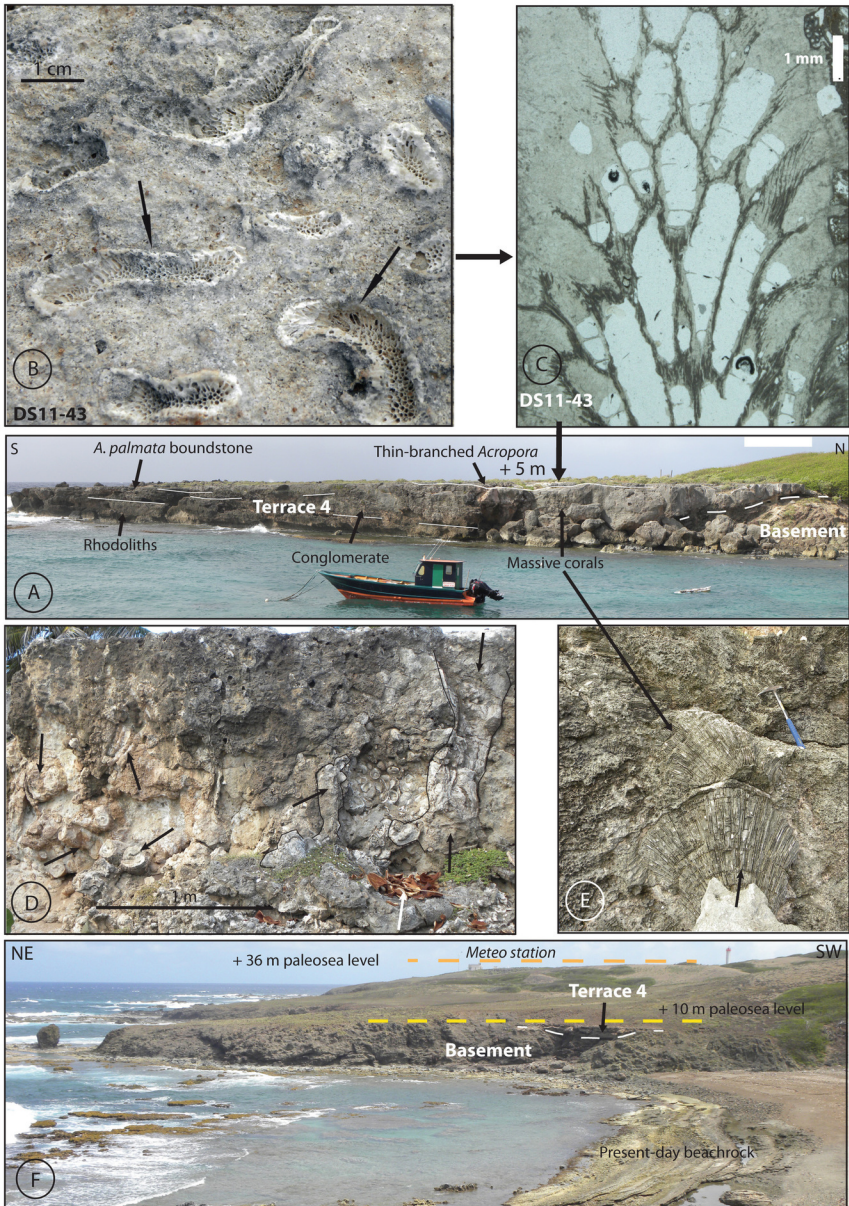 1 cm
B
DS11-43
1 mm
C
DS11-43
S
N
A. palmata boundstone
Thin-branched Acropora
+ 5 m
Terrace 4
Rhodoliths
Conglomerate
Massive corals
Basement
A
D
1 m
E
NE
SW
+ 36 m paleosea level
Meteo station
Terrace 4
+ 10 m paleosea level
Basement
Present-day beachrock
F